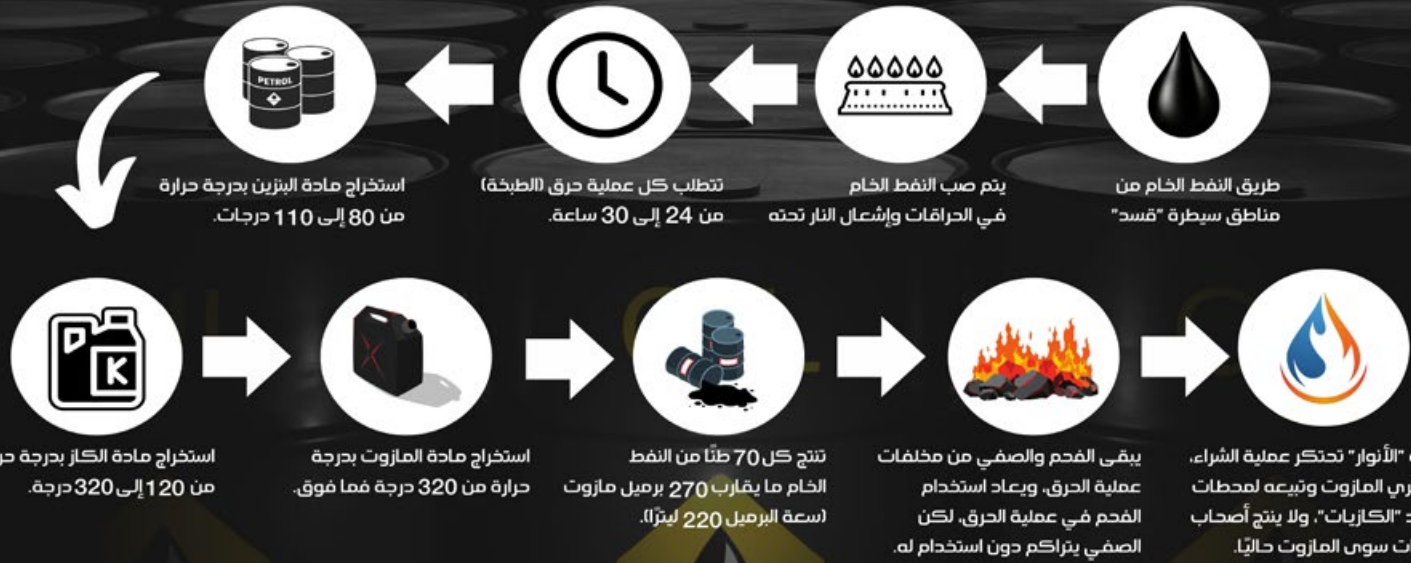 PETROL
طريق النفط الخام من
مناطق سيطرة "قسد"
يتم صب النفط الخام
في الحراقات وإشعال النار تحته
تتطلب كل عملية حرق (الطبخة)
من 24 إلى 30 ساعة.
استخراج مادة البنزين بدرجة حرارة
من 80 إلى 110 درجات.
K
استخراج مادة الكاز بدرجة
من 120 إلى 320 درجة.
استخراج مادة المازوت بدرجة
حرارة من 320 درجة فما فوق.
تنتج كل 70 طنًا من النفط
الخام ما يقارب 270 برميل مازوت
(سعة البرميل 220 ليترًا).
يبقى الفحم والصفي من مخلفات
عملية الحرق، ويعاد استخدام
الفحم في عملية الحرق، لكن
الصفي يتراكم دون استخدام له.
"الأنوار" تحتكر عملية الشراء،
المازوت وتبيعه لمحطات
"الكازيات"، ولا ينتج أصحاب
سوى المازوت حاليًا.